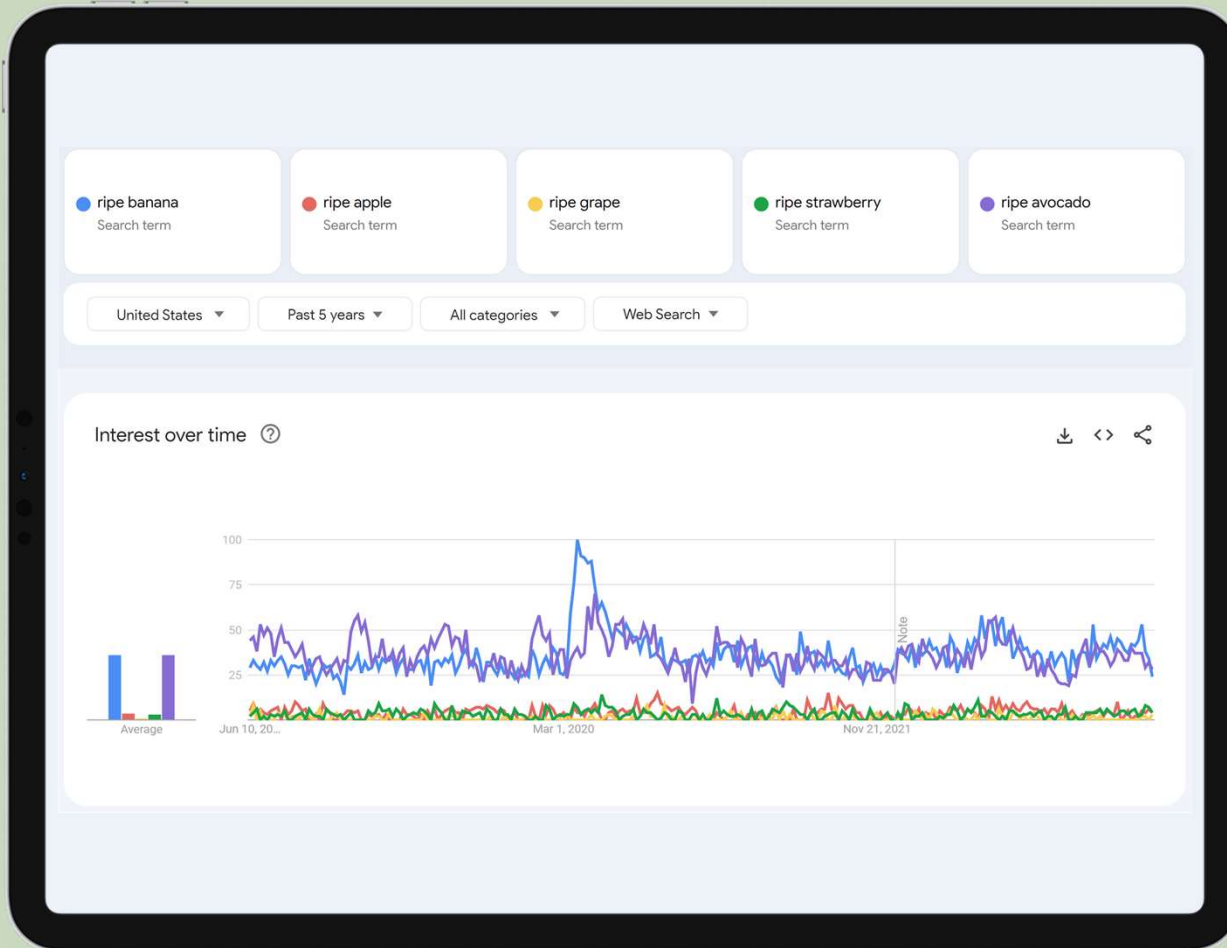 ripe banana
Search term
ripe apple
Search term
ripe grape
Search term
ripe strawberry
Search term
ripe avocado
Search term
United States
Past 5 years
All categories
Web Search
Interest over time ?
100
75
50
25
Note
Average
Jun 10, 20...
Mar 1, 2020
Nov 21, 2021